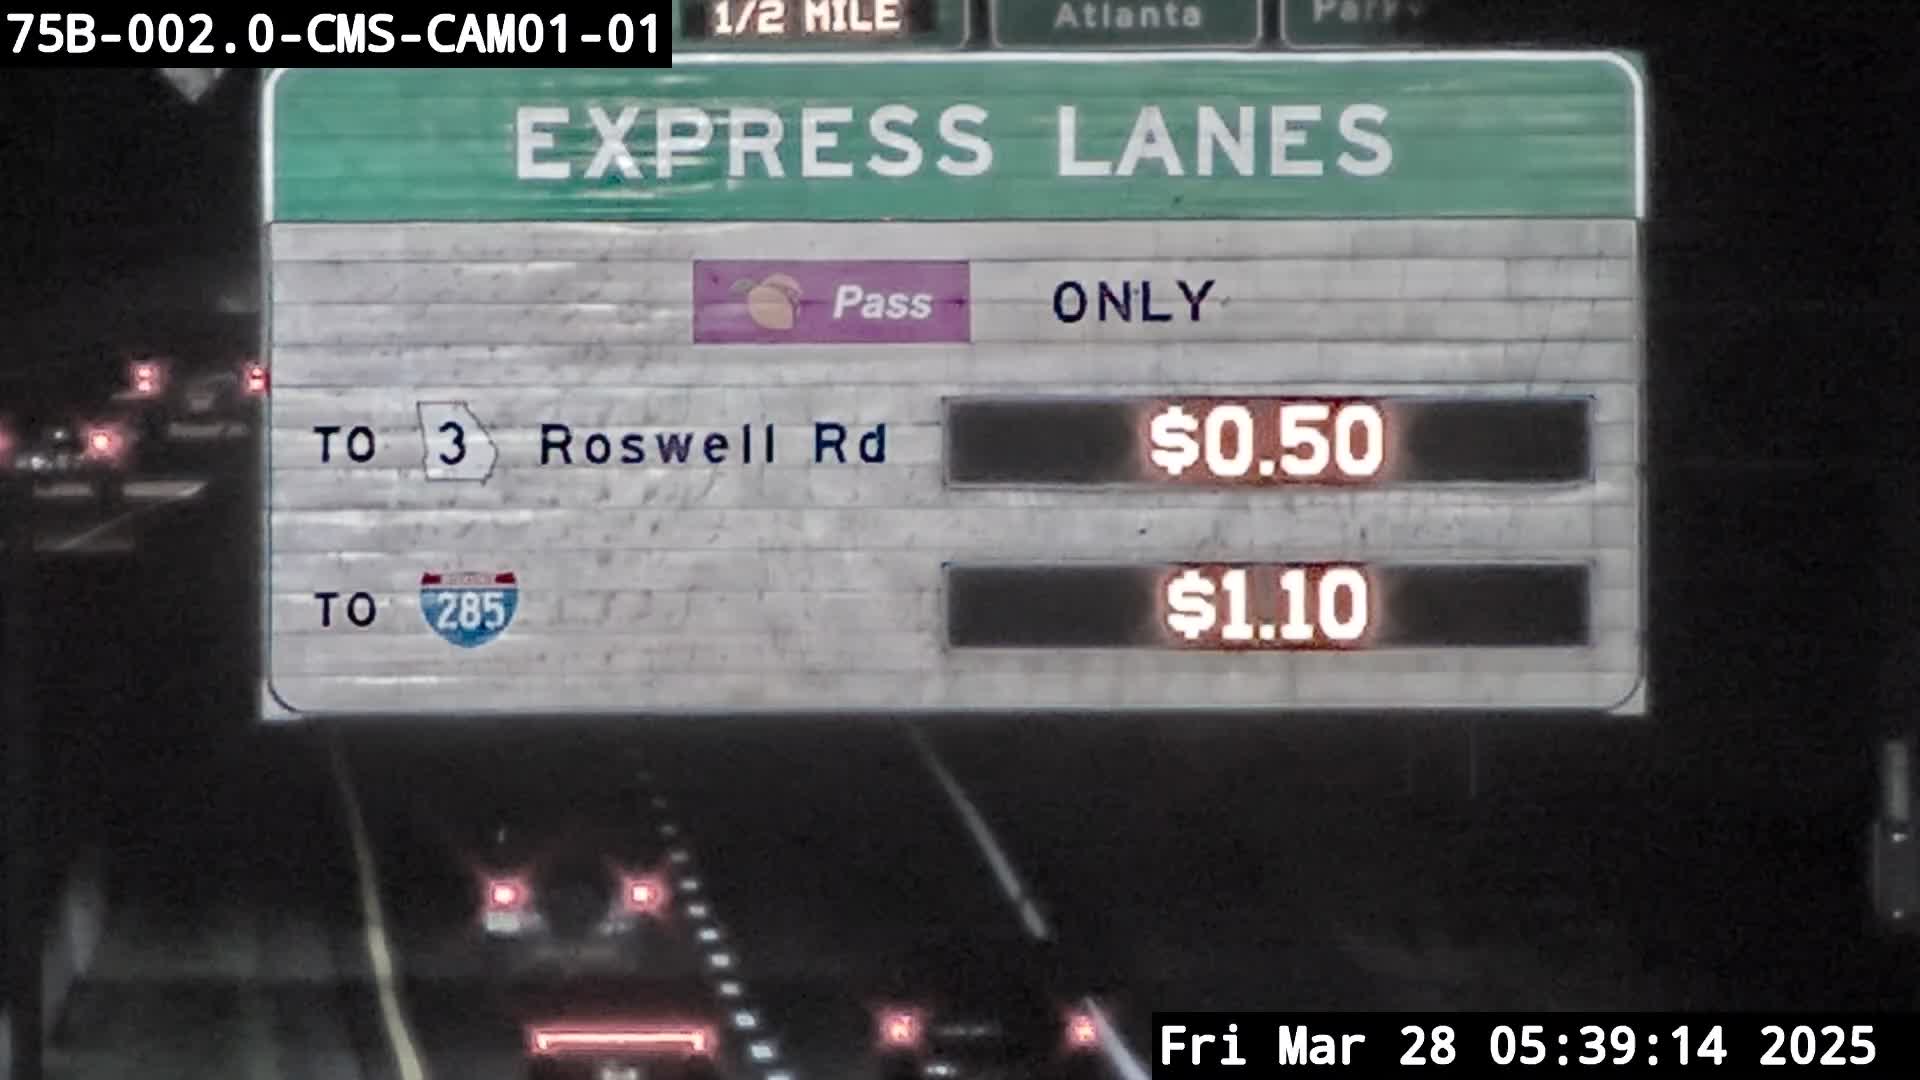 75B-002.0-CMS-CAM01-01
1/2 MILE
Atlanta
EXPRESS LANES
Pass ONLY
TO 3 Roswell Rd $0.50
TO 285 $1.10
Fri Mar 28 05:39:14 2025